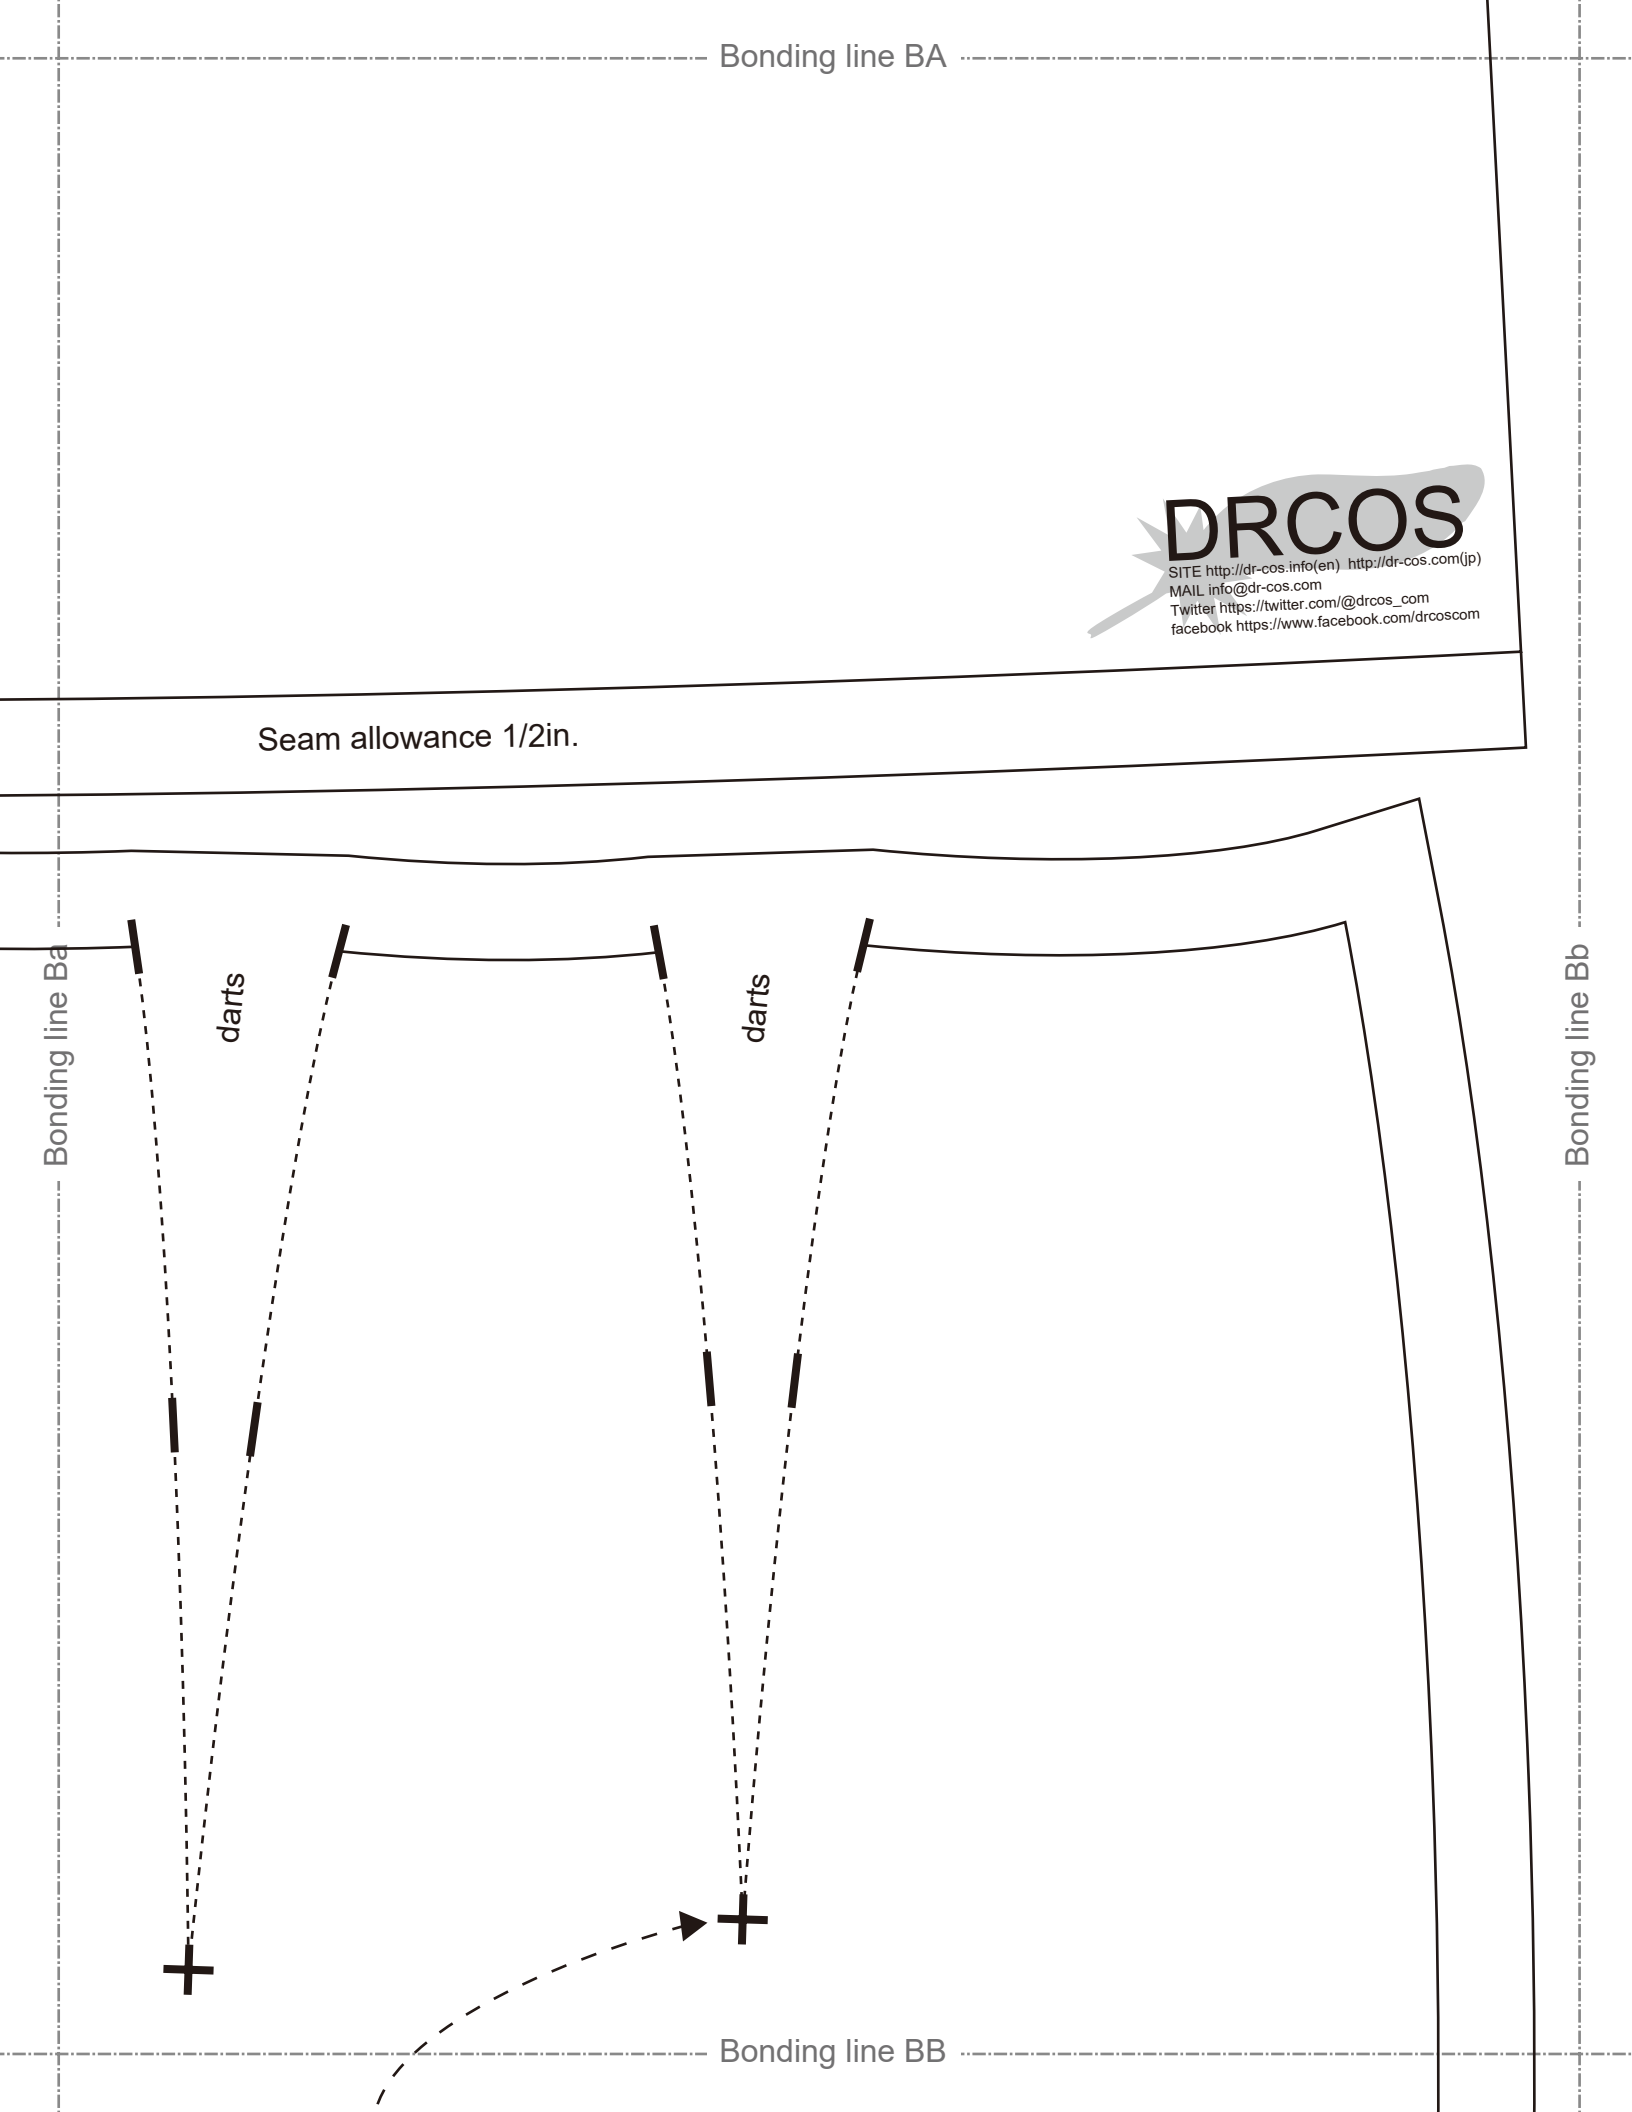 Bonding line BA
DRCOS
SITE http://dr-cos.info(en)  http://dr-cos.com(jp)
MAIL info@dr-cos.com
Twitter https://twitter.com/@drcos_com
facebook https://www.facebook.com/drcoscom
Seam allowance 1/2in.
Bonding line Ba
darts
darts
Bonding line Bb
Bonding line BB